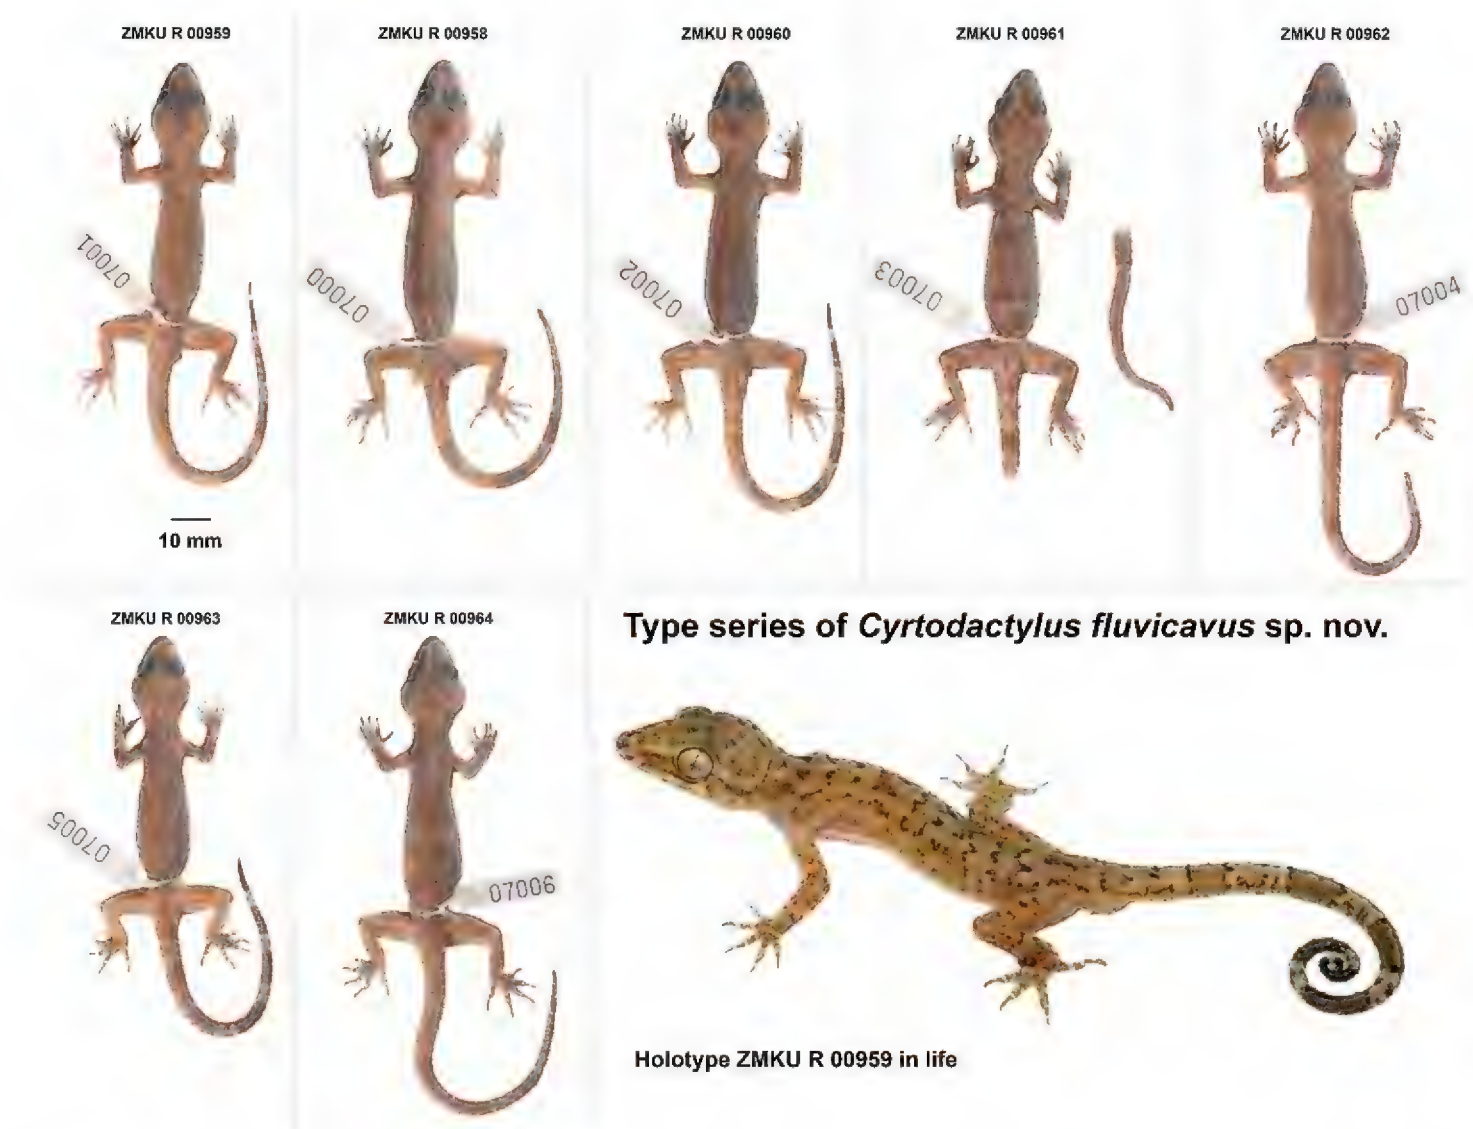 ZMKU R 00959
ZMKU R 00958
ZMKU R 00960
ZMKU R 00961
ZMKU R 00962
07001
07000
07002
07003
07004
10 mm
ZMKU R 00963
ZMKU R 00964
Type series of Cyrtodactylus fluvicavus sp. nov.
07005
07006
Holotype ZMKU R 00959 in life